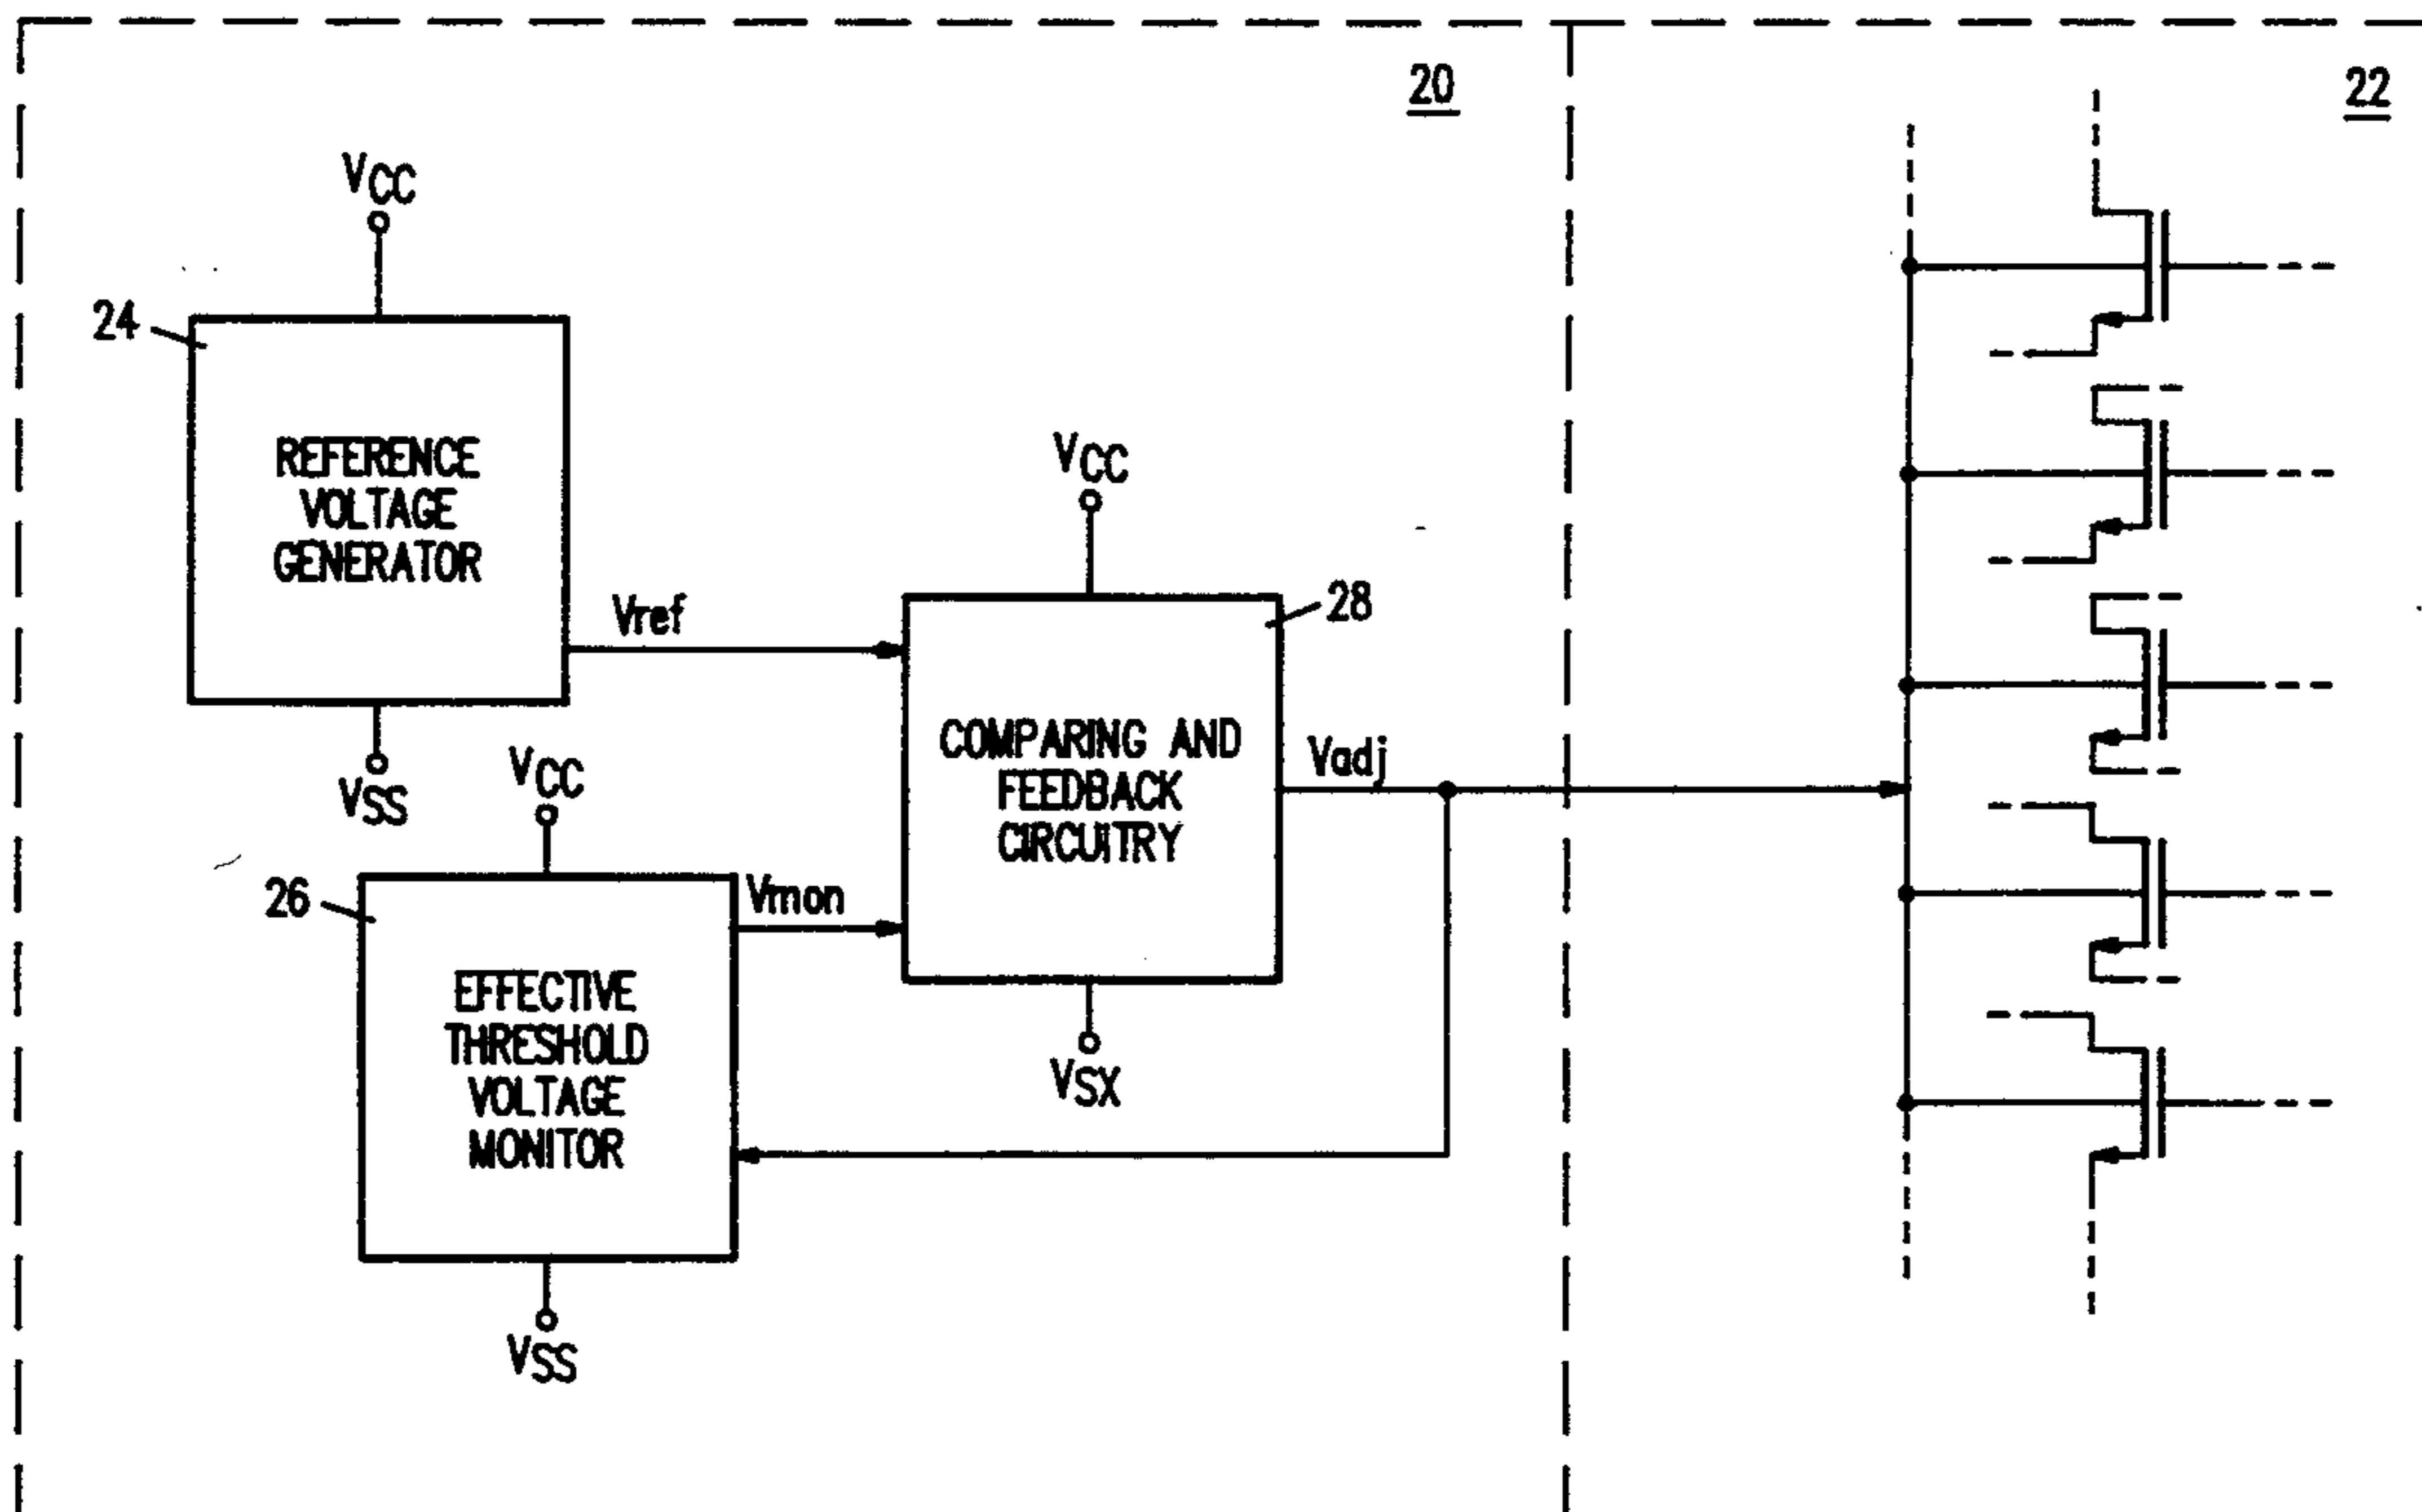 20
22
VCC
24
REFERENCE
VOLTAGE
GENERATOR
Vref
VSS
VCC
28
COMPARING AND
FEEDBACK
CIRCUITRY
Vadj
VSX
VCC
26
Vmon
EFFECTIVE
THRESHOLD
VOLTAGE
MONITOR
VSS